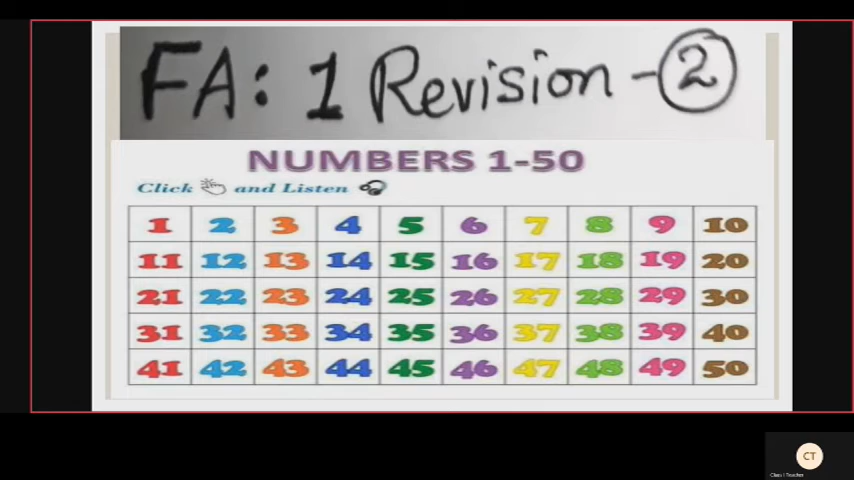 FA: 1 Revision - 2
NUMBERS 1-50
Click and Listen
1 2 3 4 5 6 7 8 9 10
11 12 13 14 15 16 17 18 19 20
21 22 23 24 25 26 27 28 29 30
31 32 33 34 35 36 37 38 39 40
41 42 43 44 45 46 47 48 49 50
CT
Class I Teacher